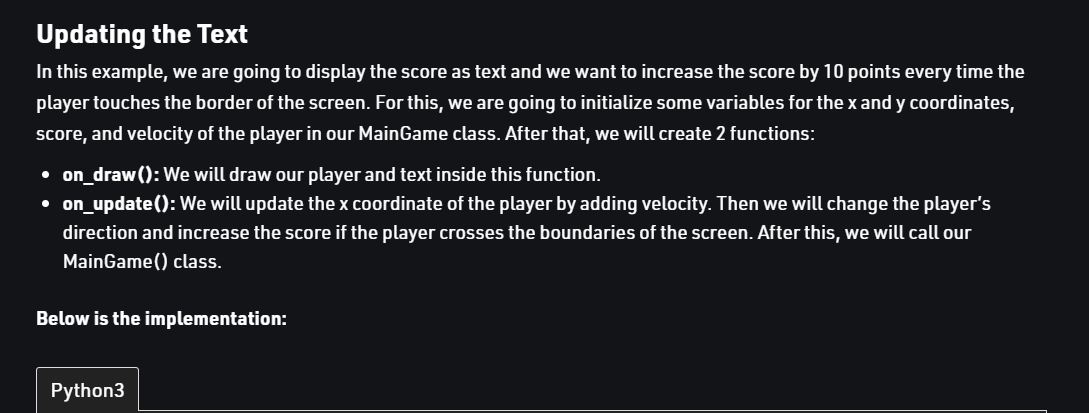 Updating the Text
In this example, we are going to display the score as text and we want to increase the score by 10 points every time the
player touches the border of the screen. For this, we are going to initialize some variables for the x and y coordinates,
score, and velocity of the player in our MainGame class. After that, we will create 2 functions:
• on_draw(): We will draw our player and text inside this function.
• on_update(): We will update the x coordinate of the player by adding velocity. Then we will change the player’s
direction and increase the score if the player crosses the boundaries of the screen. After this, we will call our
MainGame() class.
Below is the implementation:
Python3